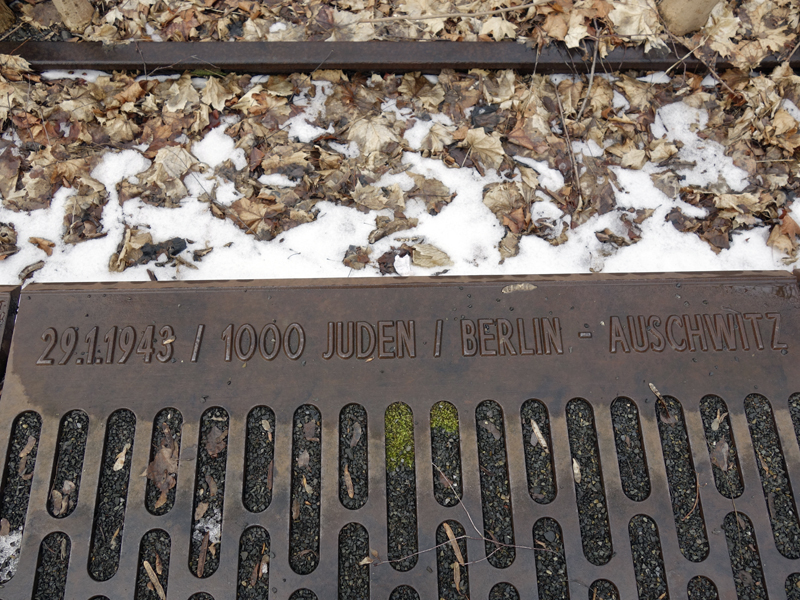 29.1.1943 / 1000 JUDEN / BERLIN - AUSCHWITZ